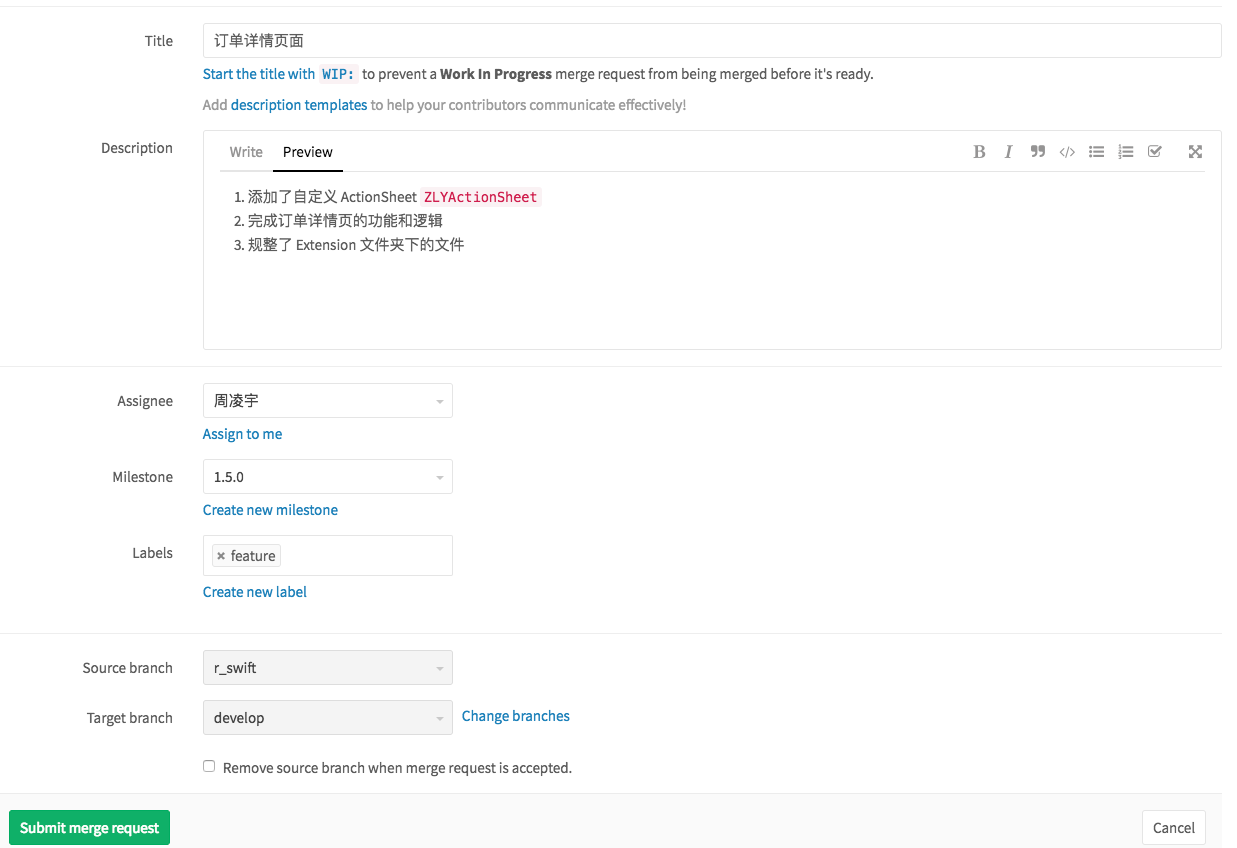 Title
订单详情页面
Start the title with WIP: to prevent a Work In Progress merge request from being merged before it's ready.
Add description templates to help your contributors communicate effectively!
Description
Write Preview
B I
1. 添加了自定义 ActionSheet ZLYActionSheet
2. 完成订单详情页的功能和逻辑
3. 规整了 Extension 文件夹下的文件
Assignee
周凌宇
Assign to me
Milestone
1.5.0
Create new milestone
Labels
× feature
Create new label
Source branch
r_swift
Target branch
develop
Change branches
Remove source branch when merge request is accepted.
Submit merge request
Cancel